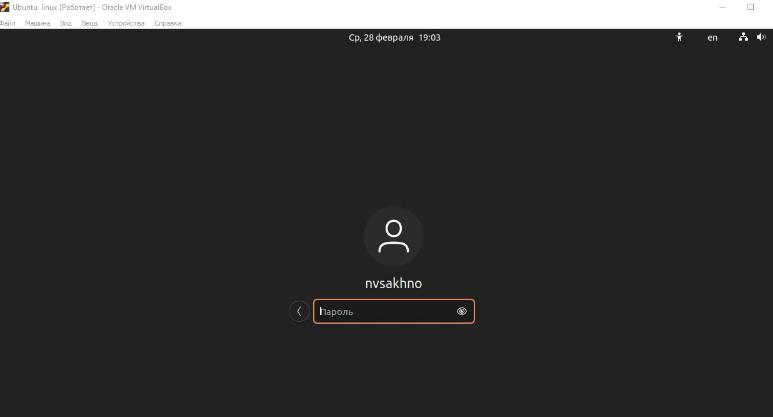 Ubuntu linux [Работает] - Oracle VM VirtualBox
Файл Машина Вид Ввод Устройства Справка
Ср, 28 февраля 19:03
en
nvsakhno
Пароль